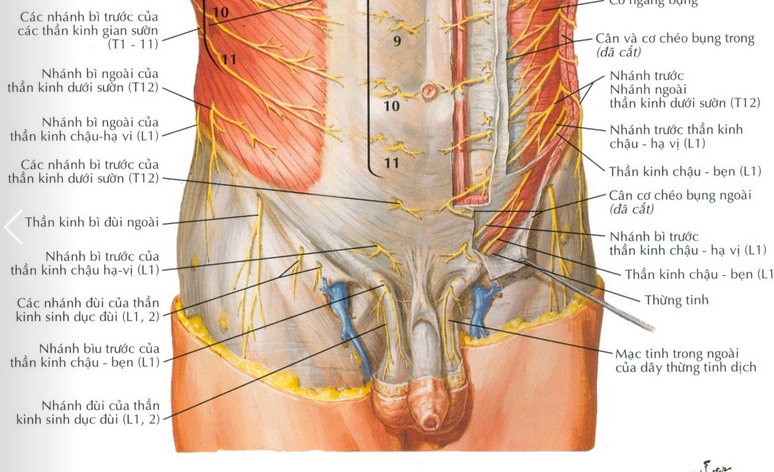 Các nhánh bì trước của
các thần kinh gian sườn
(T1 - 11)
Nhánh bì ngoài của
thần kinh dưới sườn (T12)
Nhánh bì ngoài của
thần kinh chậu-hạ vi (L1)
Các nhánh bì trước của
thần kinh dưới sườn (T12)
Thần kinh bì đùi ngoài
Nhánh bì trước của
thần kinh chậu hạ-vị (L1)
Các nhánh đùi của thần
kinh sinh dục đùi (L1, 2)
Nhánh bìu trước của
thần kinh chậu - bẹn (L1)
Nhánh đùi của thần
kinh sinh dục đùi (L1, 2)
10
11
9
10
11
Cơ ngang bụng
Cân và cơ chéo bụng trong
(đã cắt)
Nhánh trước
Nhánh ngoài
thần kinh dưới sườn (T12)
Nhánh trước thần kinh
chậu - hạ vị (L1)
Thần kinh chậu - bẹn (L1)
Cân cơ chéo bụng ngoài
(đã cắt)
Nhánh bì trước
thần kinh chậu - hạ vị (L1)
Thần kinh chậu - bẹn (L1
Thừng tinh
Mạc tinh trong ngoài
của dây thừng tinh dịch